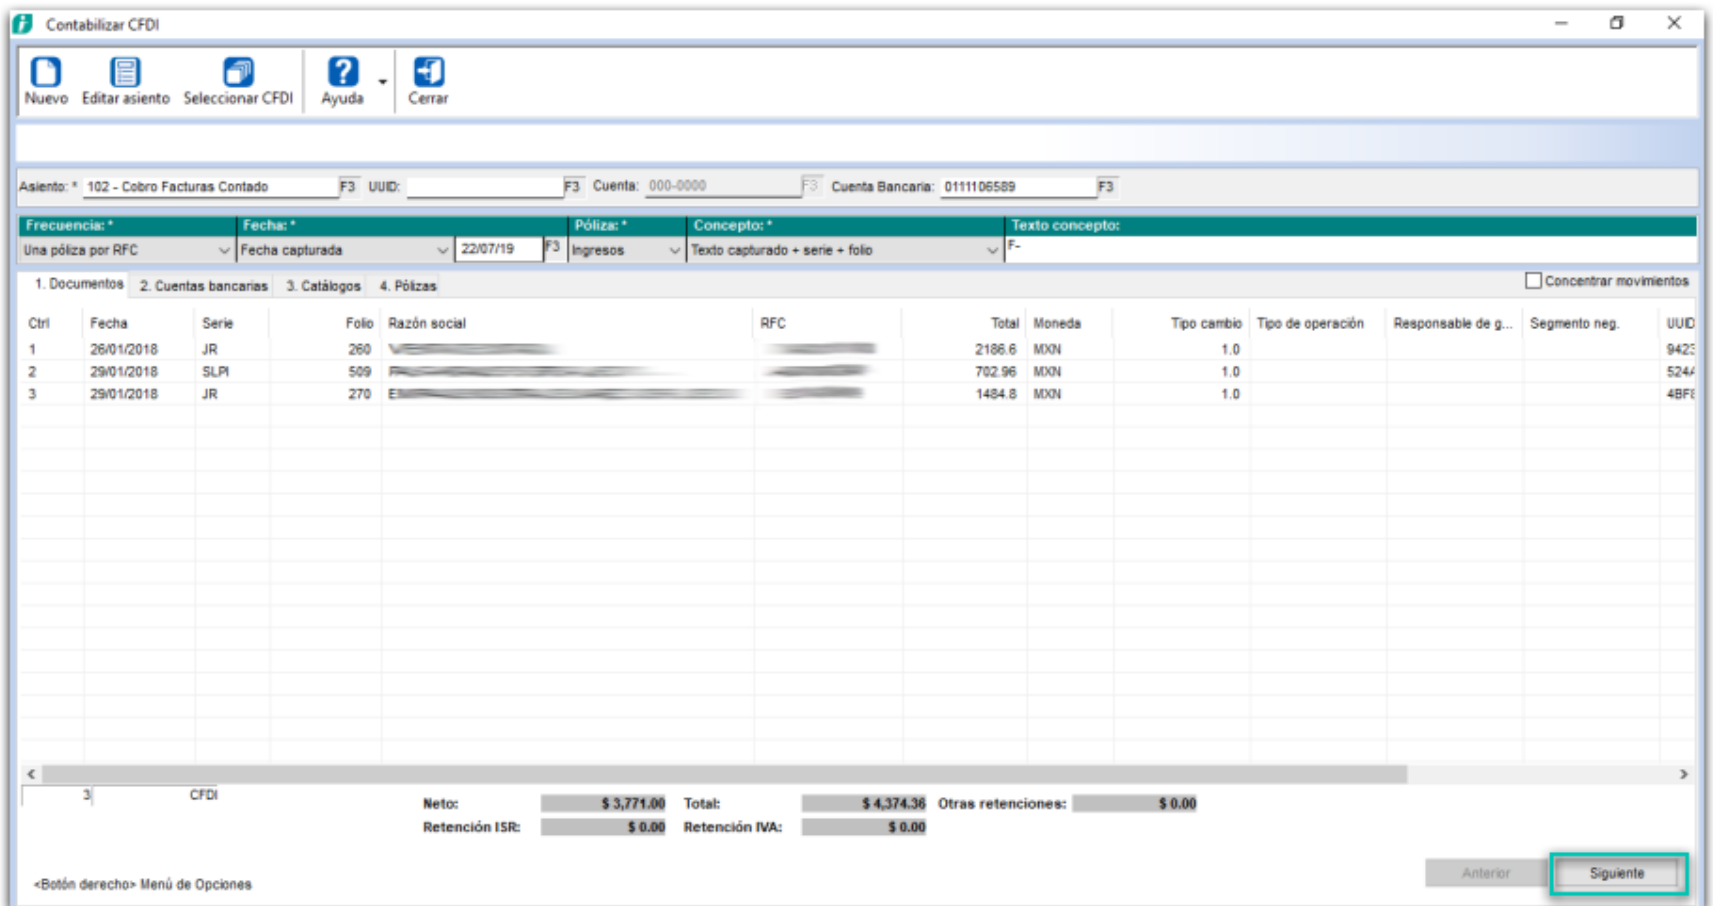 Contabilizar CFDI
Nuevo Editar asiento Seleccionar CFDI Ayuda Cerrar
Asiento: * 102 - Cobro Facturas Contado F3 UUID: F3 Cuenta: 000-0000 F3 Cuenta Bancaria: 0111106589 F3
Frecuencia: * Fecha: * Póliza: * Concepto: * Texto concepto:
Una póliza por RFC Fecha capturada 22/07/19 F3 Ingresos Texto capturado + serie + folio F-
1. Documentos 2. Cuentas bancarias 3. Catálogos 4. Pólizas Concentrar movimientos
Ctrl Fecha Serie Folio Razón social RFC Total Moneda Tipo cambio Tipo de operación Responsable de g... Segmento neg. UUID
1 26/01/2018 JR 260 2186.6 MXN 1.0 9423
2 29/01/2018 SLPI 509 702.96 MXN 1.0 524A
3 29/01/2018 JR 270 1484.8 MXN 1.0 4BF8
3 CFDI
Neto: $ 3,771.00 Total: $ 4,374.36 Otras retenciones: $ 0.00
Retención ISR: $ 0.00 Retención IVA: $ 0.00
Anterior Siguiente
<Botón derecho> Menú de Opciones